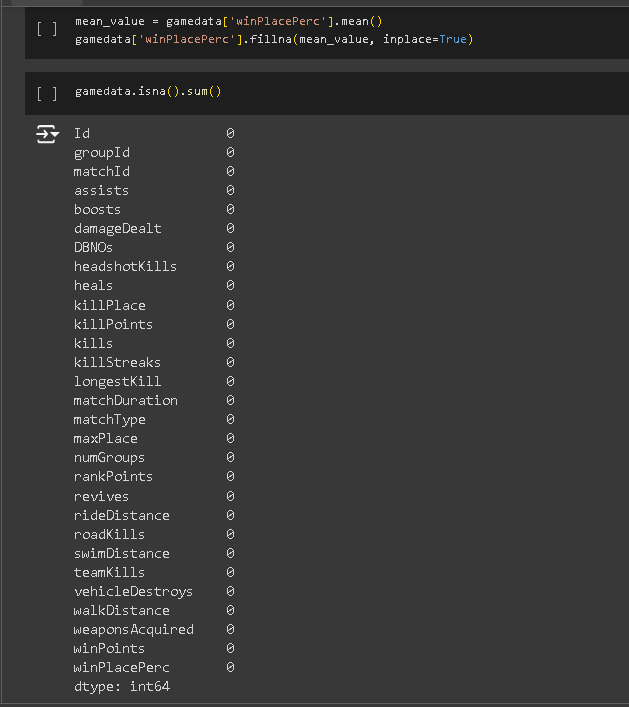 [ ] mean_value = gamedata['winPlacePerc'].mean()
gamedata['winPlacePerc'].fillna(mean_value, inplace=True)
[ ] gamedata.isna().sum()
Id 0
groupId 0
matchId 0
assists 0
boosts 0
damageDealt 0
DBNOs 0
headshotKills 0
heals 0
killPlace 0
killPoints 0
kills 0
killStreaks 0
longestKill 0
matchDuration 0
matchType 0
maxPlace 0
numGroups 0
rankPoints 0
revives 0
rideDistance 0
roadKills 0
swimDistance 0
teamKills 0
vehicleDestroys 0
walkDistance 0
weaponsAcquired 0
winPoints 0
winPlacePerc 0
dtype: int64